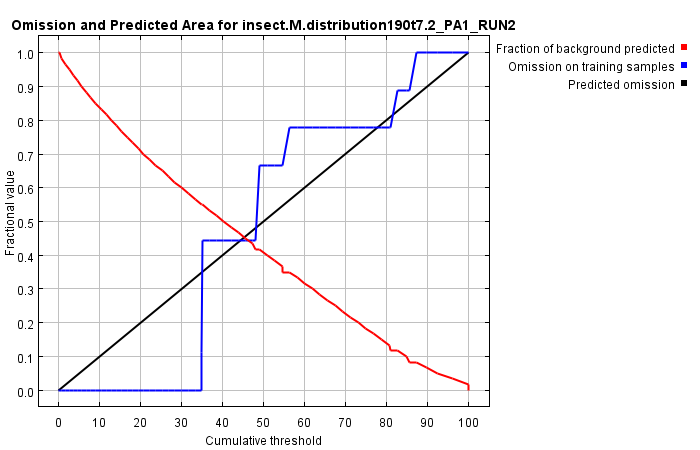 Omission and Predicted Area for insect.M.distribution190t7.2_PA1_RUN2
Fraction of background predicted
Omission on training samples
Predicted omission
Fractional value
1.0
0.9
0.8
0.7
0.6
0.5
0.4
0.3
0.2
0.1
0.0
0 10 20 30 40 50 60 70 80 90 100
Cumulative threshold